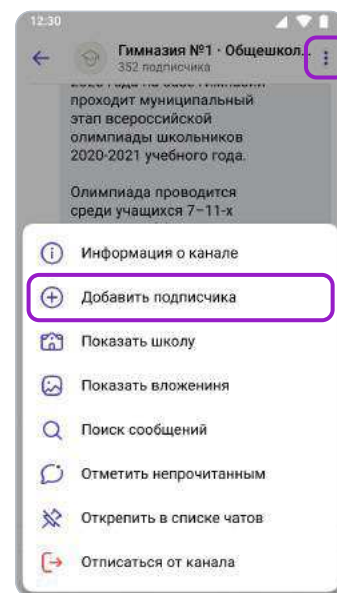 12:30
Гимназия №1 · Общешкол..
352 подписчика
проходит муниципальный
этап всероссийской
олимпиады школьников
2020-2021 учебного года.
Олимпиада проводится
среди учащихся 7–11-х
Информация о канале
Добавить подписчика
Показать школу
Показать вложениня
Поиск сообщений
Отметить непрочитанным
Открепить в списке чатов
Отписаться от канала